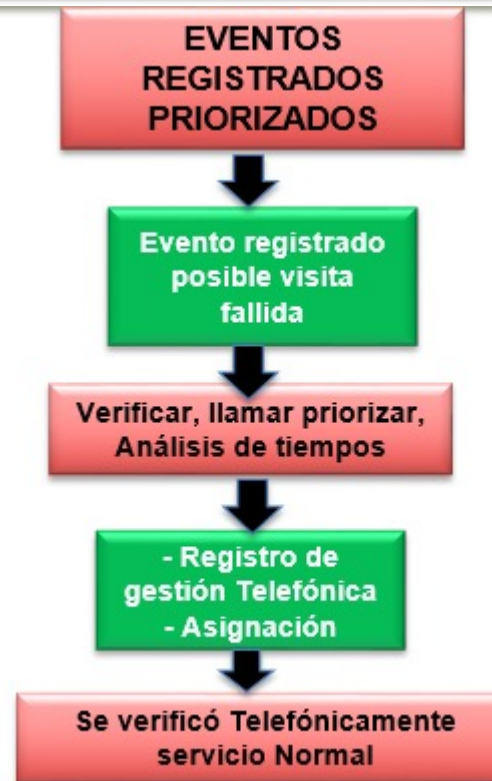 EVENTOS
REGISTRADOS
PRIORIZADOS
Evento registrado
posible visita
fallida
Verificar, llamar priorizar,
Análisis de tiempos
- Registro de
gestión Telefónica
- Asignación
Se verificó Telefónicamente
servicio Normal